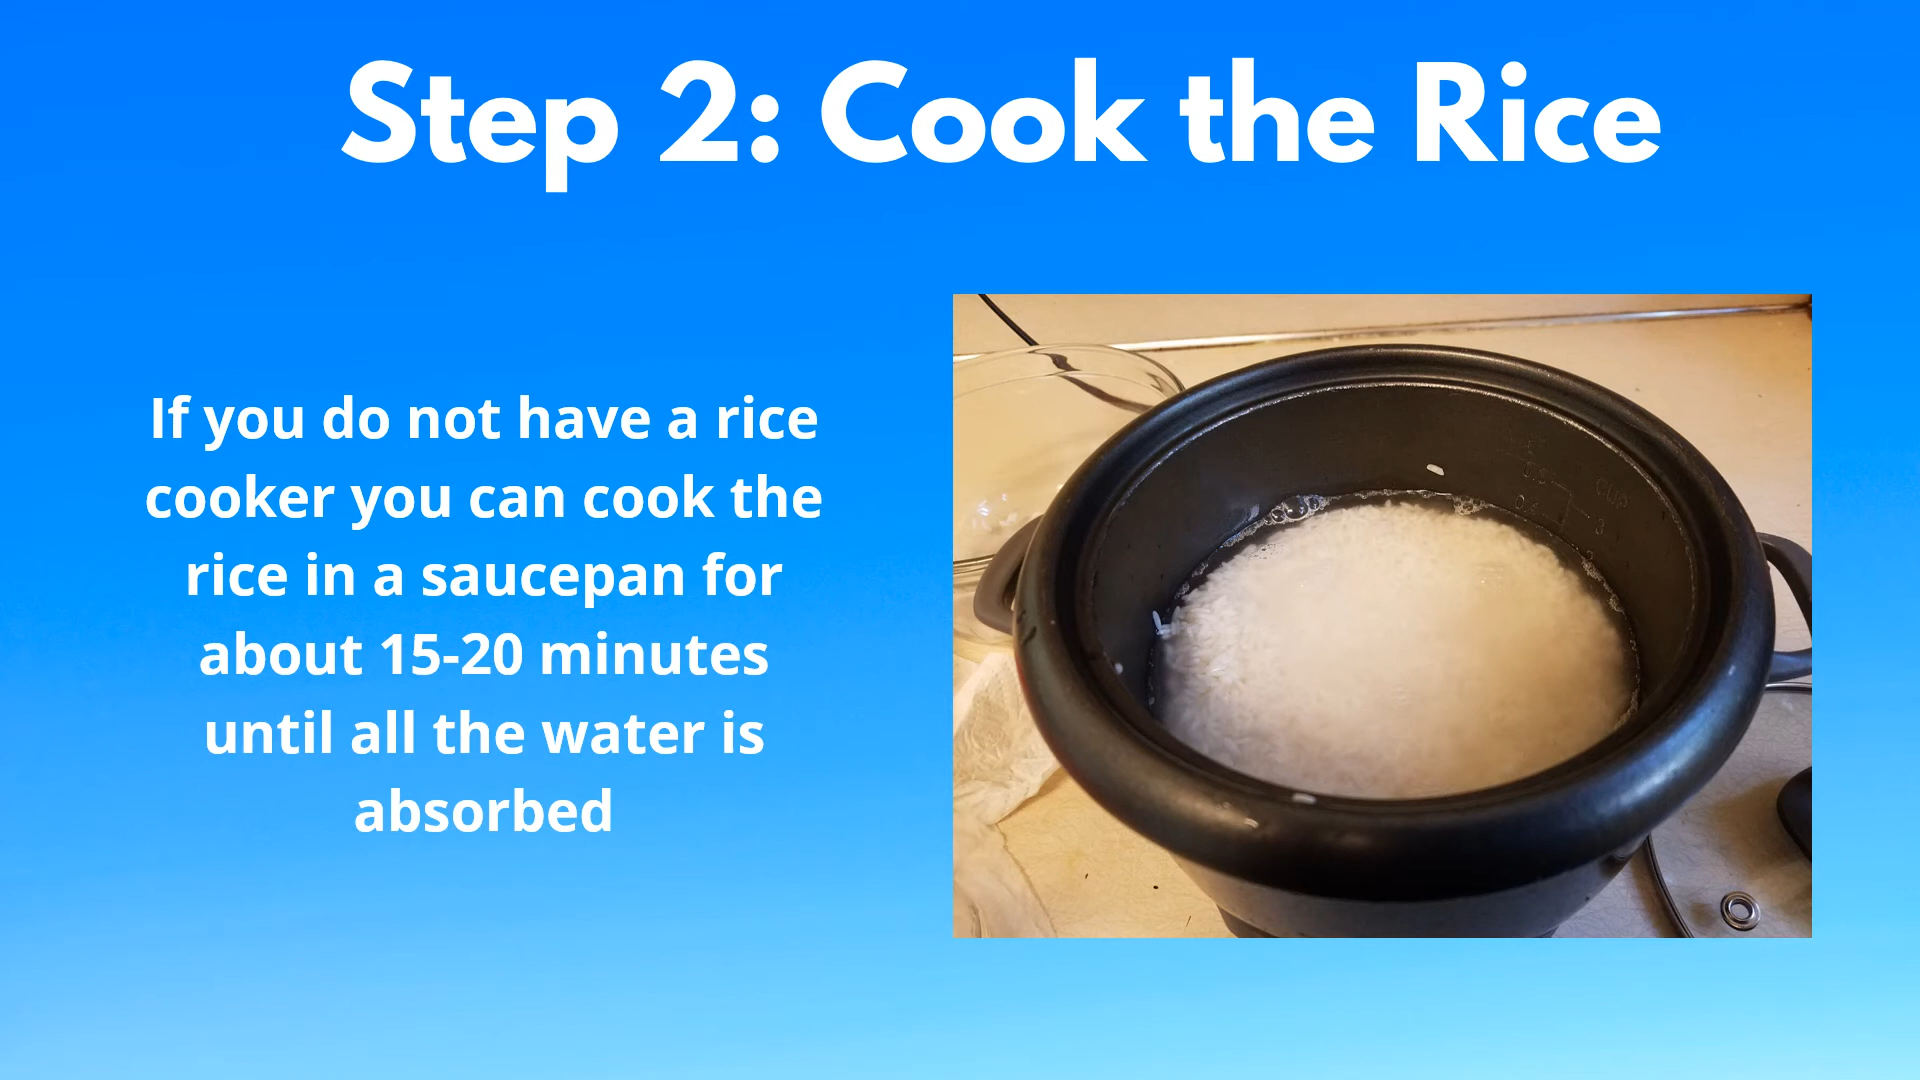 Step 2: Cook the Rice
If you do not have a rice
cooker you can cook the
rice in a saucepan for
about 15-20 minutes
until all the water is
absorbed
CUP